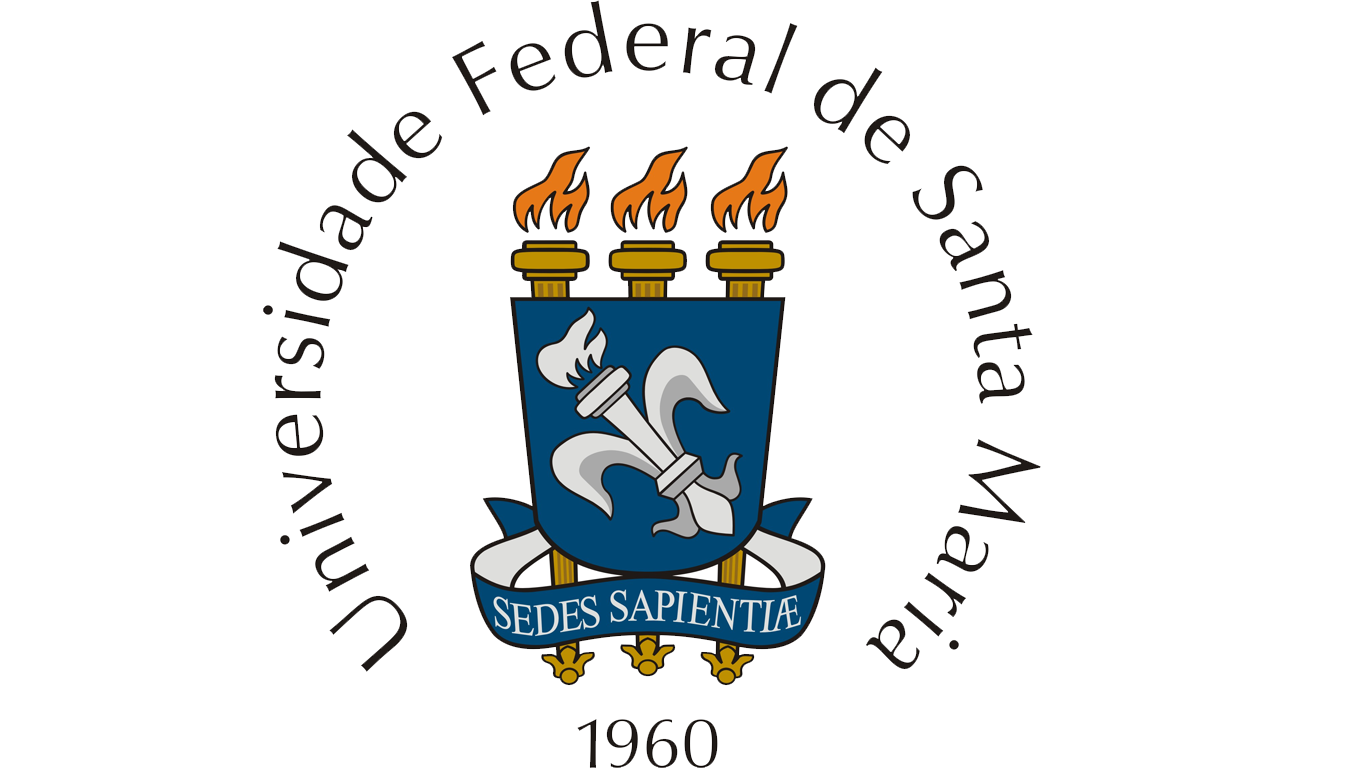 Universidade Federal de Santa Maria
SEDES SAPIENTIÆ
1960